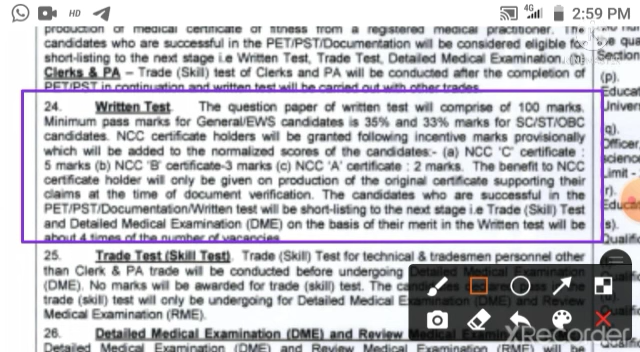 HD 4G 2:59 PM
production of medical certificate of fitness from a registered medical practitioner. The
candidates who are successful in the PET/PST/Documentation will be considered eligible for
short-listing to the next stage i.e Written Test, Trade Test, Detailed Medical Examination.
Clerks & PA – Trade (Skill) test of Clerks and PA will be conducted after the completion of
PET/PST in continuation and written test will be carried out with other trades.
24. Written Test. The question paper of written test will comprise of 100 marks.
Minimum pass marks for General/EWS candidates is 35% and 33% marks for SC/ST/OBC
candidates. NCC certificate holders will be granted following incentive marks provisionally
which will be added to the normalized scores of the candidates:- (a) NCC 'C' certificate :
5 marks (b) NCC 'B' certificate-3 marks (c) NCC 'A' certificate : 2 marks. The benefit to NCC
certificate holder will only be given on production of the original certificate supporting their
claims at the time of document verification. The candidates who are successful in the
PET/PST/Documentation/Written test will be short-listing to the next stage i.e Trade (Skill) Test
and Detailed Medical Examination (DME) on the basis of their merit in the Written test will be
about 4 times of the number of vacancies.
25. Trade Test (Skill Test). Trade (Skill) Test for technical & tradesmen personnel other
than Clerk & PA trade will be conducted before undergoing Detailed Medical Examination
(DME). No marks will be awarded for trade (skill) test. The
trade (skill) test will only be undergoing for Detailed Medical and Review
Medical Examination (RME).
26. Detailed Medical Examination (DME) and Review
Detailed Medical Examination (DME) and Review Medical Examination (RME) will be
Section
(p).
Educat
Univer
q).
Officer,
Limit -
r).
Educat
s).
Qualif
XRecorder